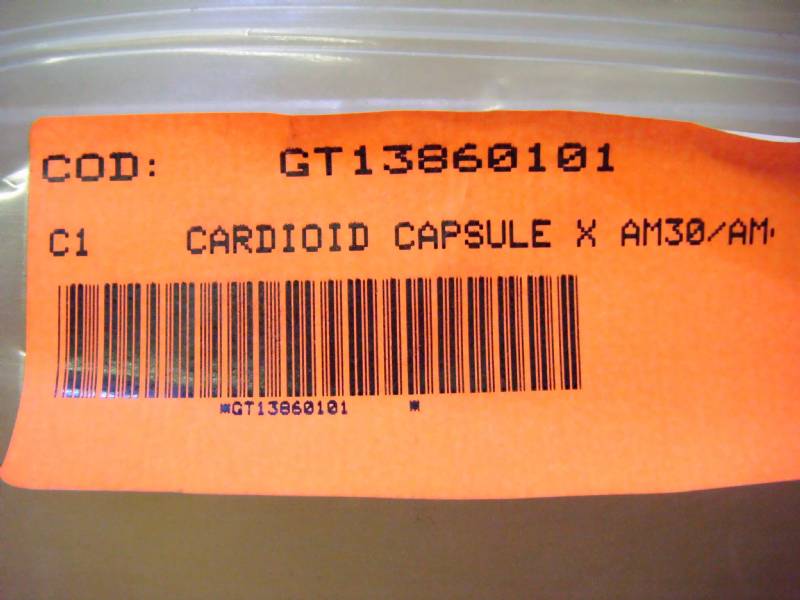 COD: GT13860101
C1 CARDIOID CAPSULE X AM30/AM
*GT13860101 *